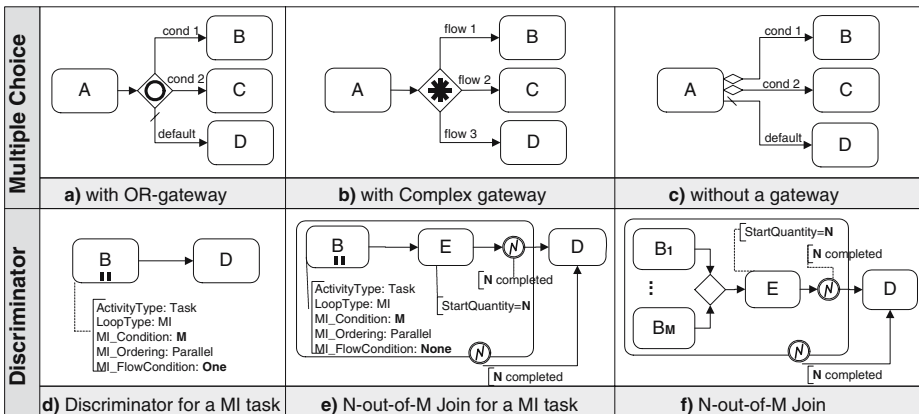 Multiple Choice
A
cond 1
B
cond 2
C
default
D
a) with OR-gateway
A
flow 1
B
flow 2
C
flow 3
D
b) with Complex gateway
A
cond 1
B
cond 2
C
default
D
c) without a gateway
Discriminator
B
D
ActivityType: Task
LoopType: MI
MI_Condition: M
MI_Ordering: Parallel
MI_FlowCondition: One
d) Discriminator for a MI task
B
E
D
N completed
ActivityType: Task
LoopType: MI
MI_Condition: M
MI_Ordering: Parallel
MI_FlowCondition: None
StartQuantity=N
N completed
e) N-out-of-M Join for a MI task
StartQuantity=N
B1
N completed
E
D
BM
N completed
f) N-out-of-M Join